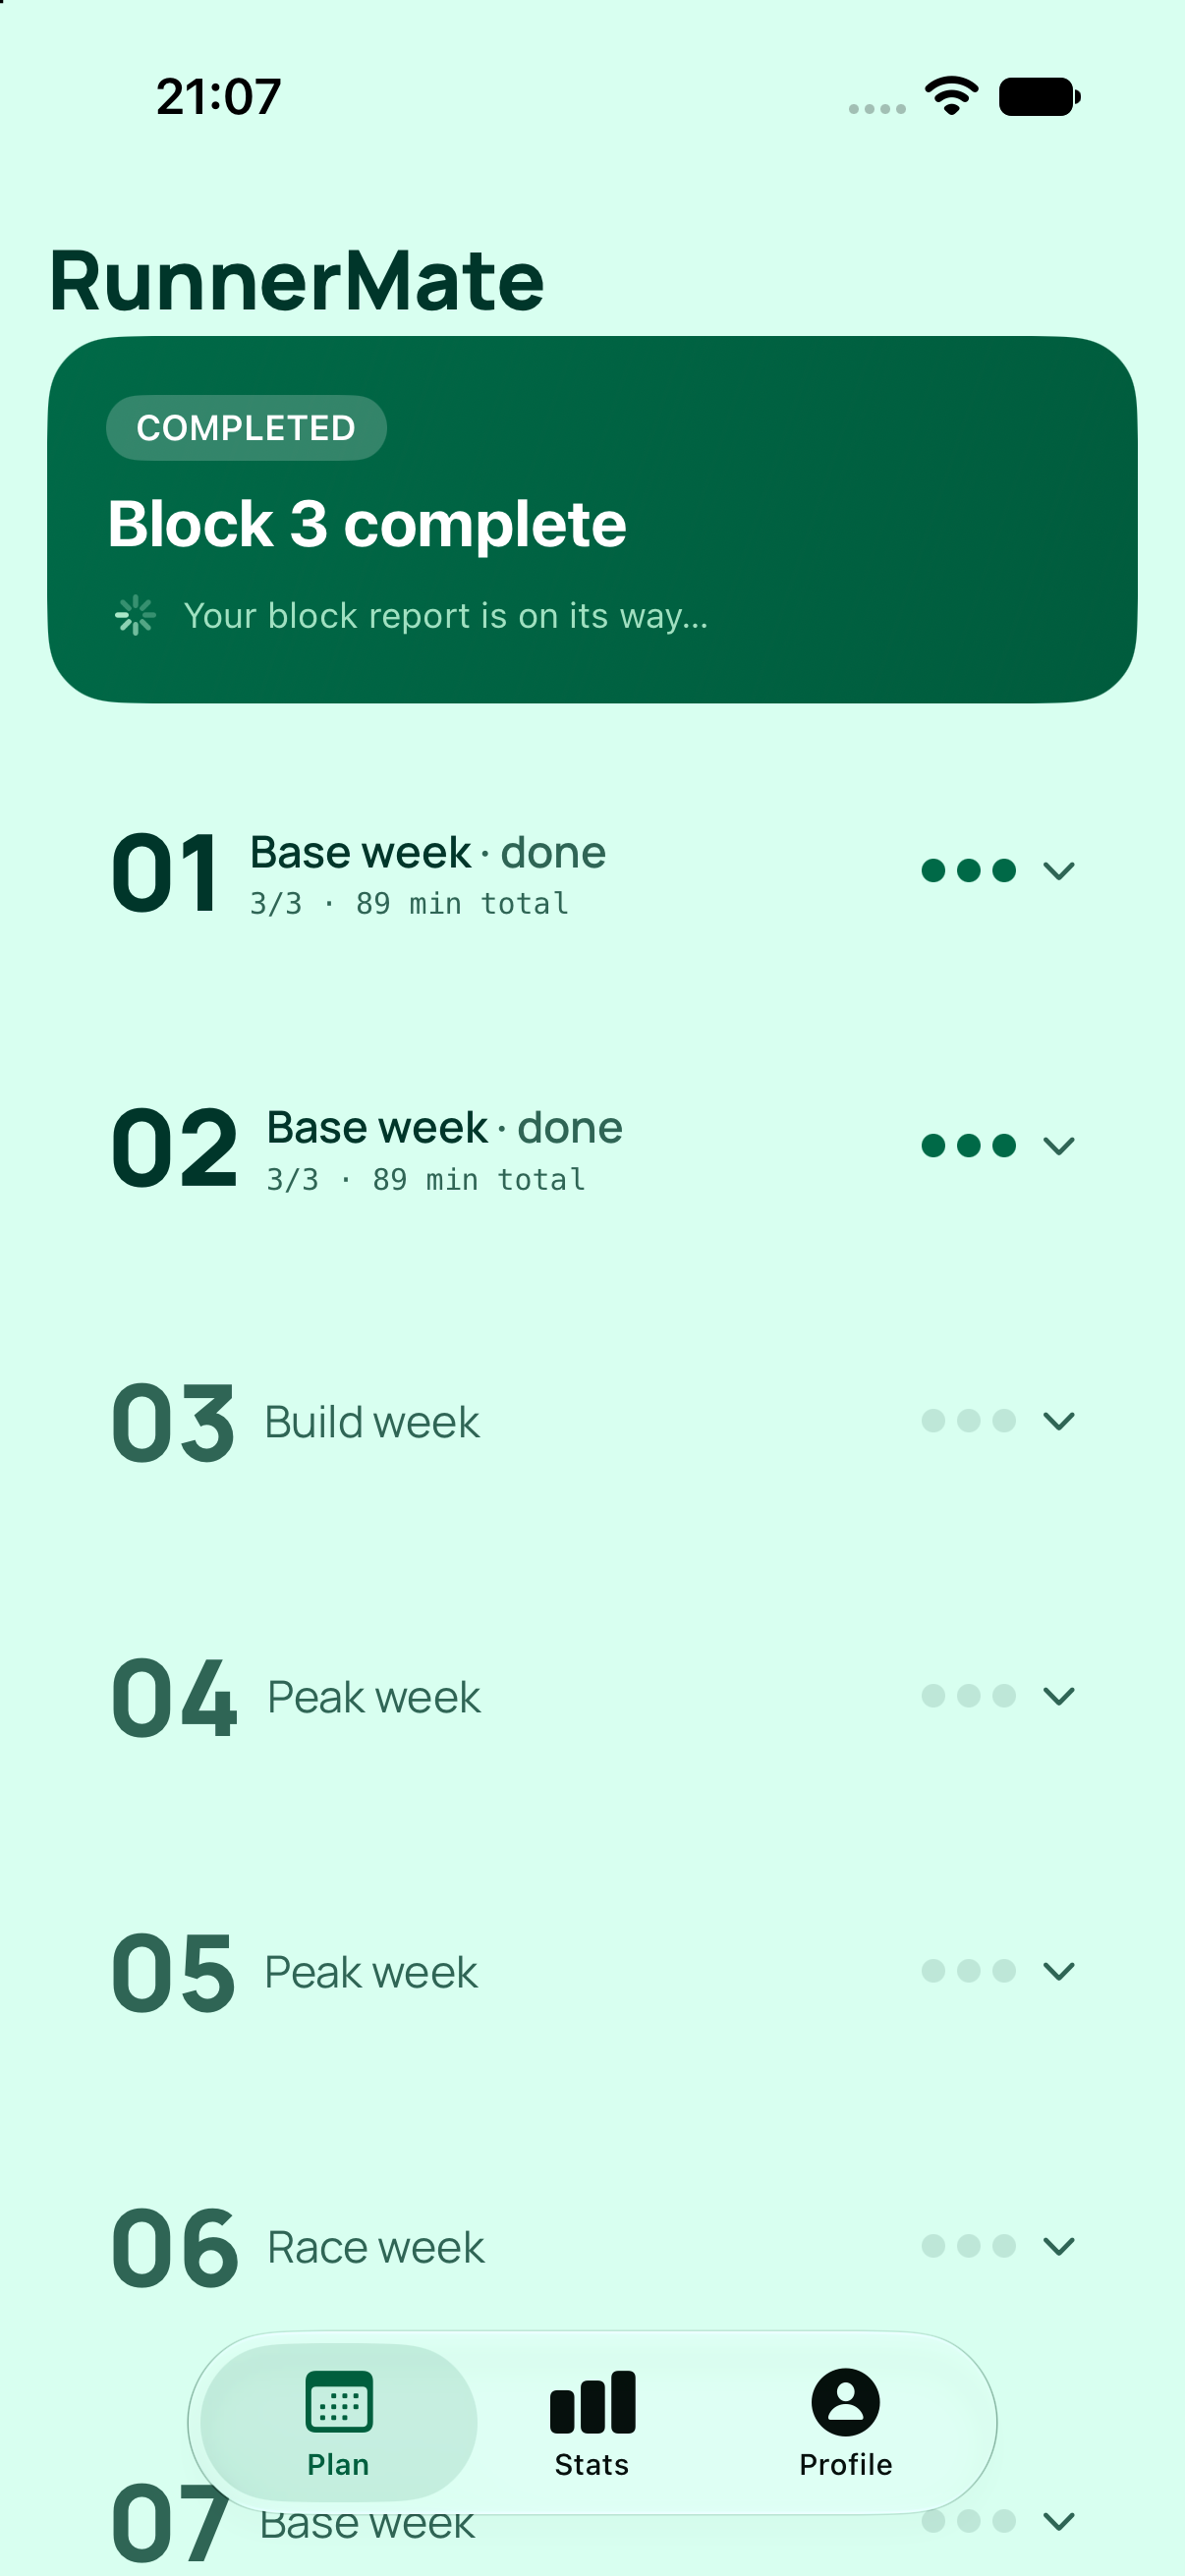 21:07
RunnerMate
COMPLETED
Block 3 complete
Your block report is on its way...
01 Base week · done
3/3 · 89 min total
02 Base week · done
3/3 · 89 min total
03 Build week
04 Peak week
05 Peak week
06 Race week
Plan Stats Profile
07 Base week